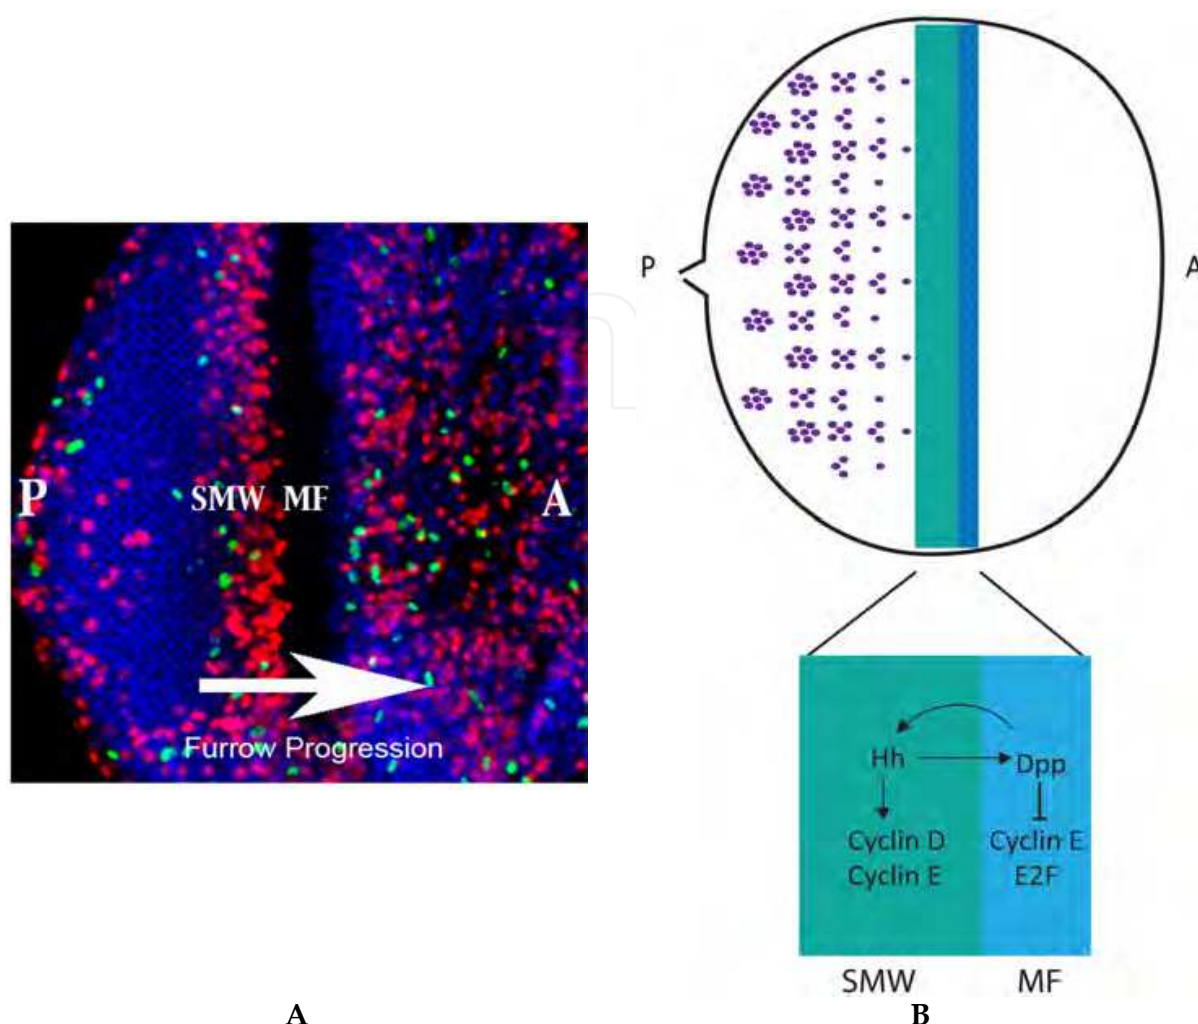 P
SMW MF
A
Furrow Progression
A
P
A
Hh
Dpp
Cyclin D
Cyclin E
Cyclin E
E2F
SMW
MF
B